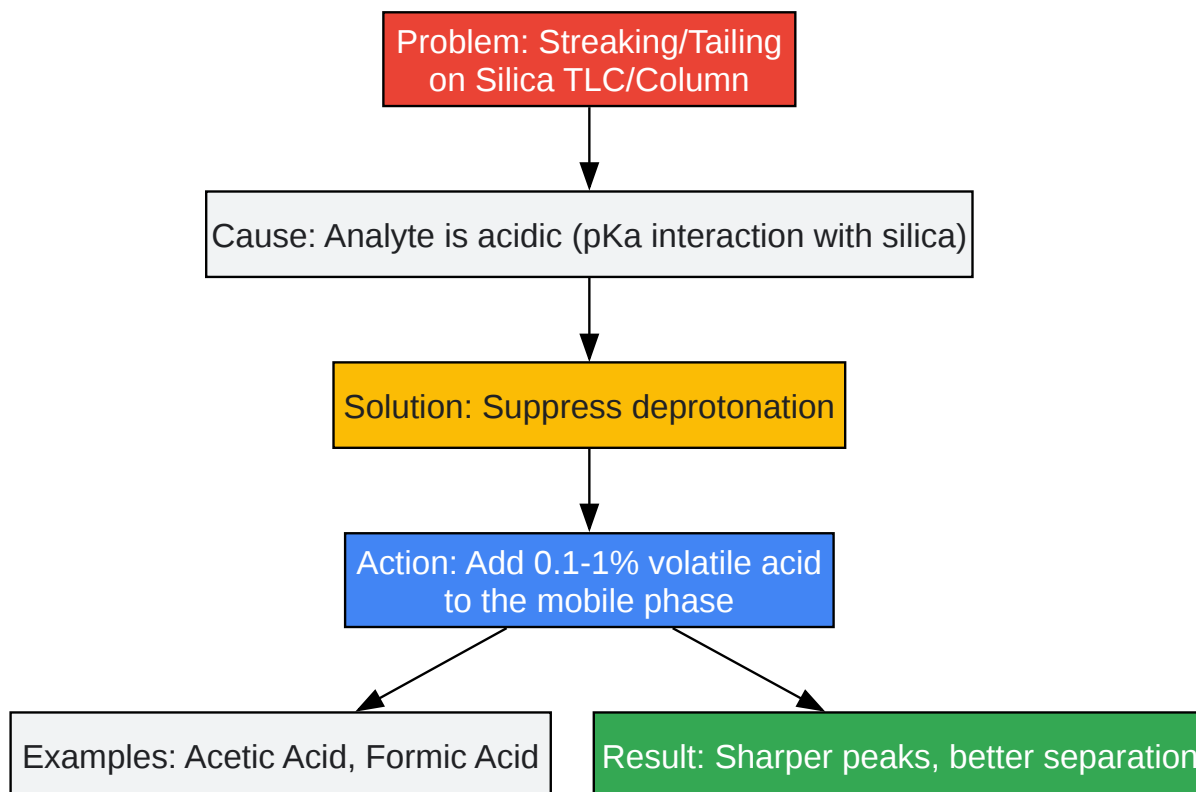 Problem: Streaking/Tailing
on Silica TLC/Column
Cause: Analyte is acidic (pKa interaction with silica)
Solution: Suppress deprotonation
Action: Add 0.1-1% volatile acid
to the mobile phase
Examples: Acetic Acid, Formic Acid
Result: Sharper peaks, better separation